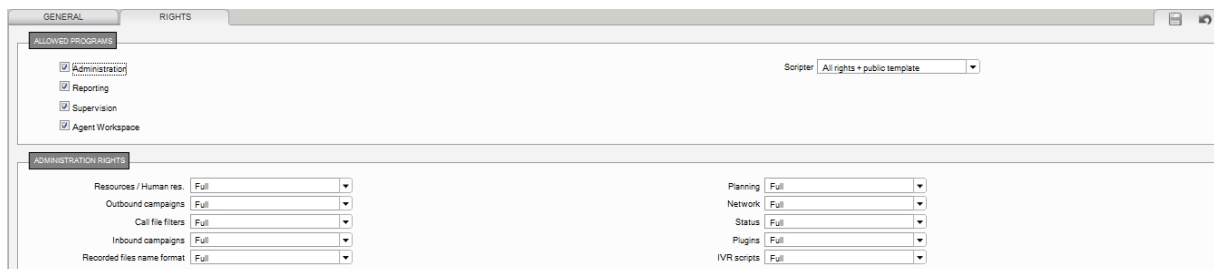 GENERAL RIGHTS
ALLOWED PROGRAMS
Administration Scripter All rights + public template
Reporting
Supervision
Agent Workspace
ADMINISTRATION RIGHTS
Resources / Human res. Full Planning Full
Outbound campaigns Full Network Full
Call file filters Full Status Full
Inbound campaigns Full Plugins Full
Recorded files name format Full IVR scripts Full